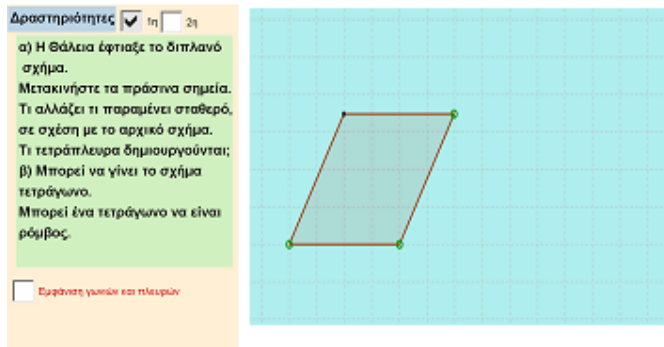 Δραστηριότητες 1η 2η
α) Η Θάλεια έφτιαξε το διπλανό
σχήμα.
Μετακινήστε τα πράσινα σημεία.
Τι αλλάζει τι παραμένει σταθερό,
σε σχέση με το αρχικό σχήμα.
Τι τετράπλευρα δημιουργούνται;
β) Μπορεί να γίνει το σχήμα
τετράγωνο.
Μπορεί ένα τετράγωνο να είναι
ρόμβος.
Εμφάνιση γωνιών και πλευρών